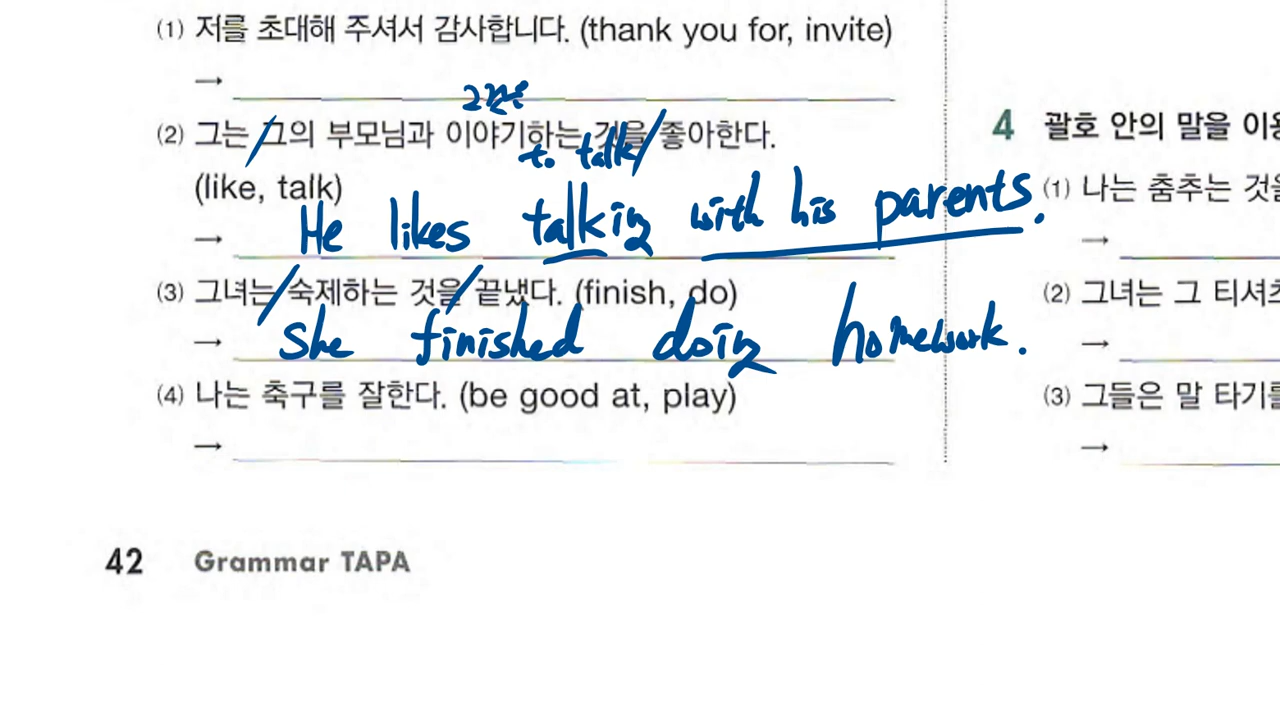 (1) 저를 초대해 주셔서 감사합니다. (thank you for, invite)
→
(2) 그는 그의 부모님과 이야기하는 것을 좋아한다.
to talk
(like, talk)
→ He likes talking with his parents.
(3) 그녀는 숙제하는 것을 끝냈다. (finish, do)
→ She finished doing homework.
(4) 나는 축구를 잘한다. (be good at, play)
→
42 Grammar TAPA
4 괄호 안의 말을 이용
(1) 나는 춤추는 것을
→
(2) 그녀는 그 티셔츠
→
(3) 그들은 말 타기를
→